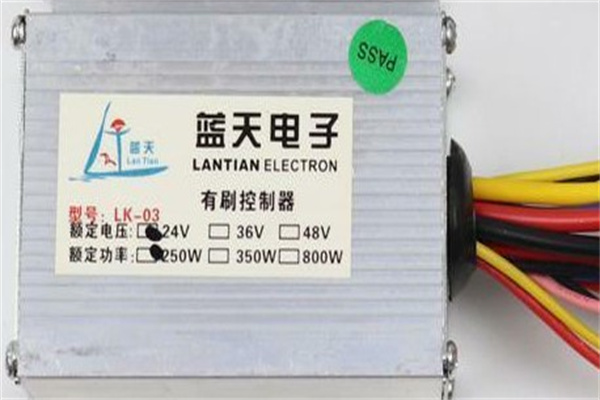 PASS
蓝天
Lan Tian
蓝天电子
LANTIAN ELECTRON
有刷控制器
型号: LK-03
额定电压: 24V 36V 48V
额定功率: 250W 350W 800W